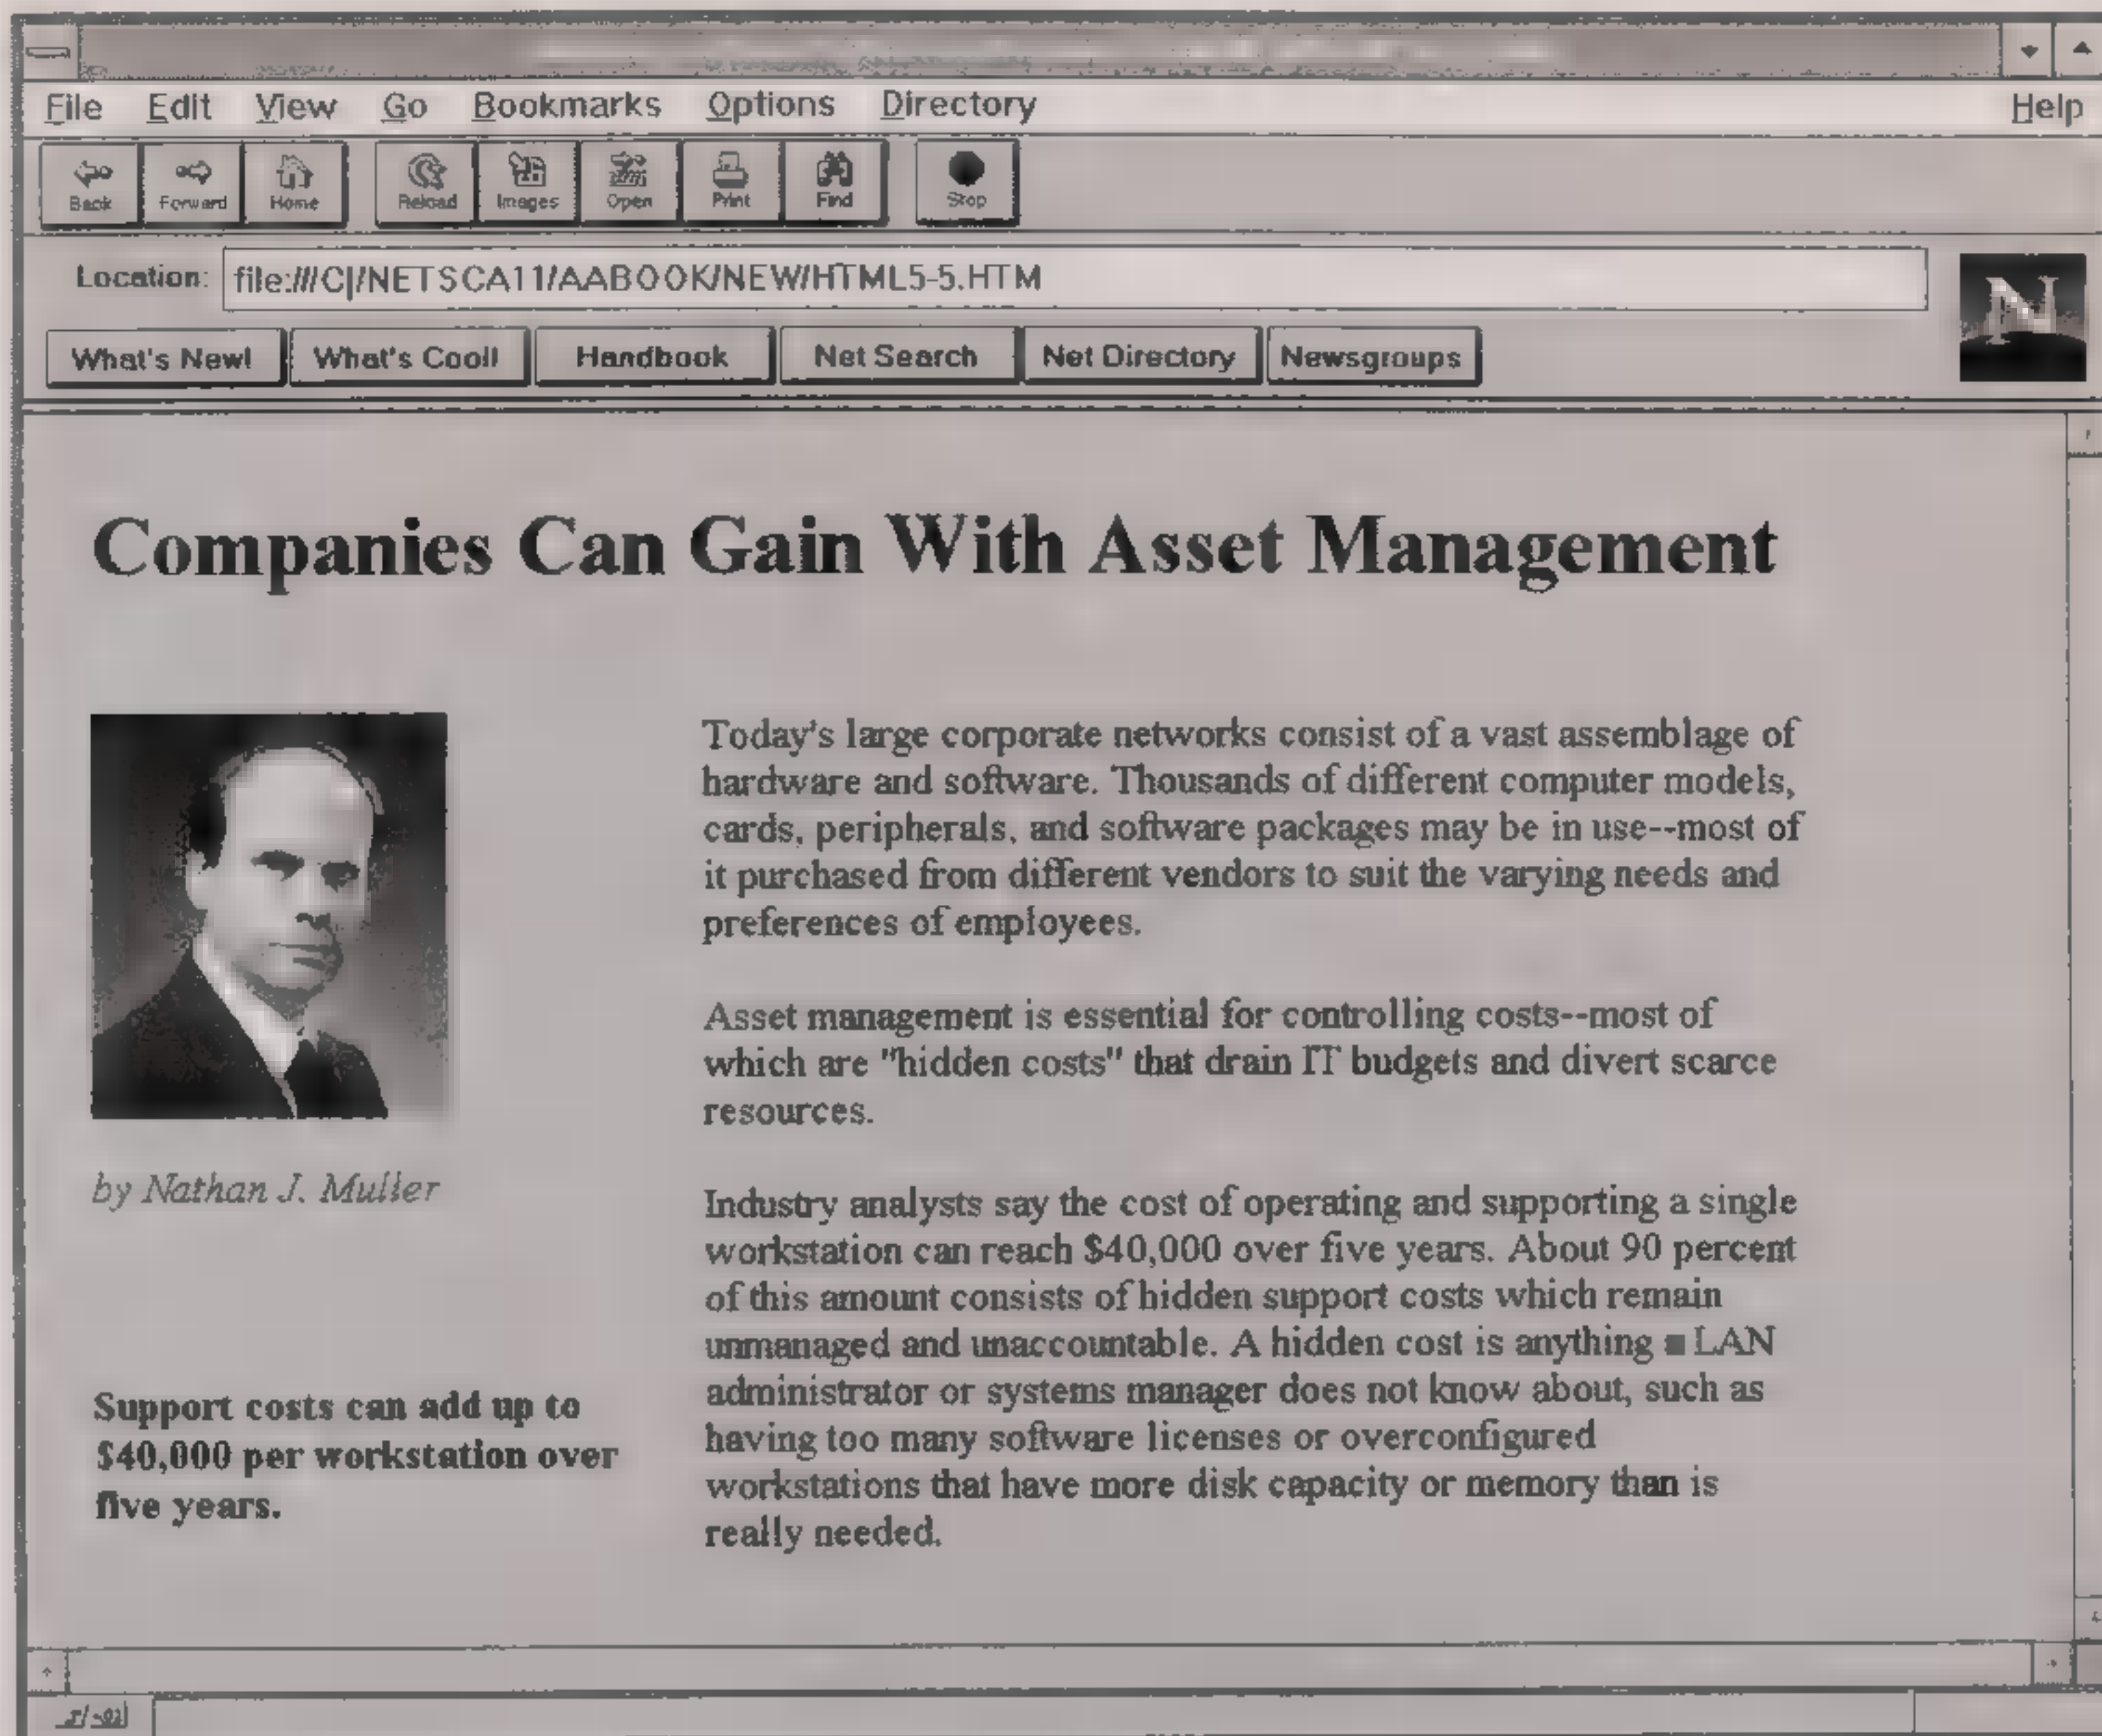 File Edit View Go Bookmarks Options Directory Help
Back Forward Home Reload Images Open Print Find Stop
Location: file:///C|/NETSCA11/AABOOK/NEW/HTML5-5.HTM
N
What's New! What's Cool! Handbook Net Search Net Directory Newsgroups
Companies Can Gain With Asset Management
by Nathan J. Muller
Support costs can add up to
$40,000 per workstation over
five years.
Today's large corporate networks consist of a vast assemblage of
hardware and software. Thousands of different computer models,
cards, peripherals, and software packages may be in use--most of
it purchased from different vendors to suit the varying needs and
preferences of employees.
Asset management is essential for controlling costs--most of
which are "hidden costs" that drain IT budgets and divert scarce
resources.
Industry analysts say the cost of operating and supporting a single
workstation can reach $40,000 over five years. About 90 percent
of this amount consists of hidden support costs which remain
unmanaged and unaccountable. A hidden cost is anything a LAN
administrator or systems manager does not know about, such as
having too many software licenses or overconfigured
workstations that have more disk capacity or memory than is
really needed.